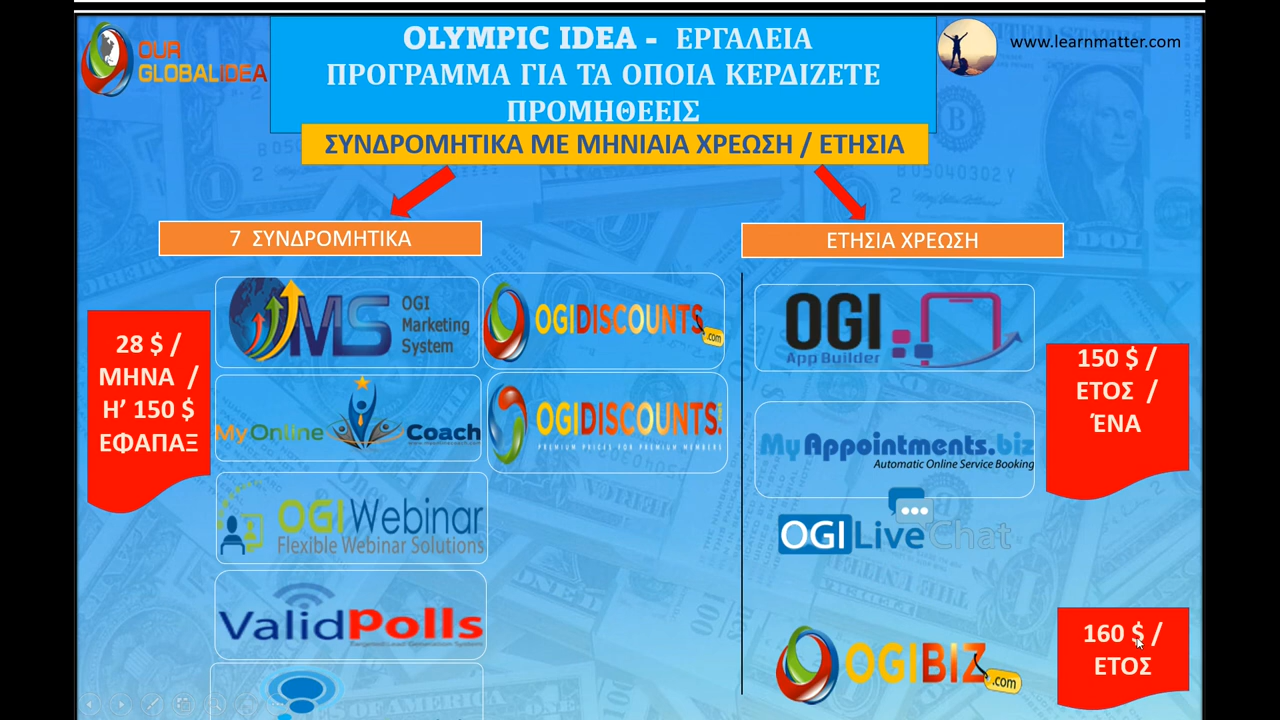 OUR
GLOBALIDEA
OLYMPIC IDEA - ΕΡΓΑΛΕΙΑ
ΠΡΟΓΡΑΜΜΑ ΓΙΑ ΤΑ ΟΠΟΙΑ ΚΕΡΔΙΖΕΤΕ
ΠΡΟΜΗΘΕΕΙΣ
www.learnmatter.com
ΣΥΝΔΡΟΜΗΤΙΚΑ ΜΕ ΜΗΝΙΑΙΑ ΧΡΕΩΣΗ / ΕΤΗΣΙΑ
7 ΣΥΝΔΡΟΜΗΤΙΚΑ
ΕΤΗΣΙΑ ΧΡΕΩΣΗ
28 $ /
ΜΗΝΑ /
Η’ 150 $
ΕΦΑΠΑΞ
MS
OGI
Marketing
System
OGIDISCOUNTS
.com
MyOnline Coach
OGIDISCOUNTS
PREMIUM PRICES FOR PREMIUM MEMBERS
OGIWebinar
Flexible Webinar Solutions
ValidPolls
OGI
App Builder
MyAppointments.biz
Automatic Online Service Booking
OGI LiveChat
OGIBIZ
.com
150 $ /
ΕΤΟΣ /
ΈΝΑ
160 $ /
ΕΤΟΣ